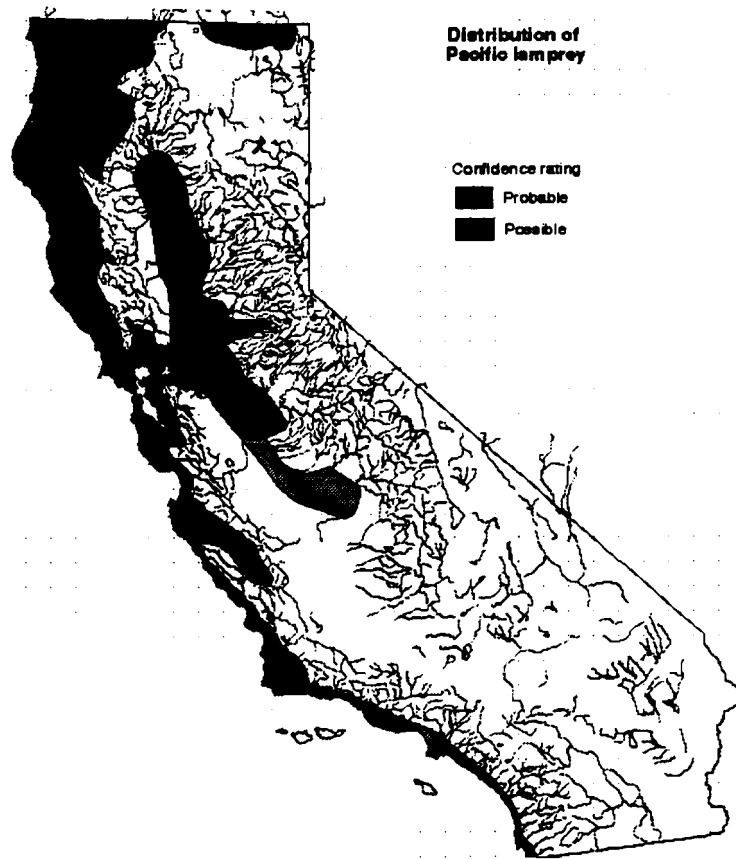 Distribution of
Pacific lamprey
Confidence rating
Probable
Possible